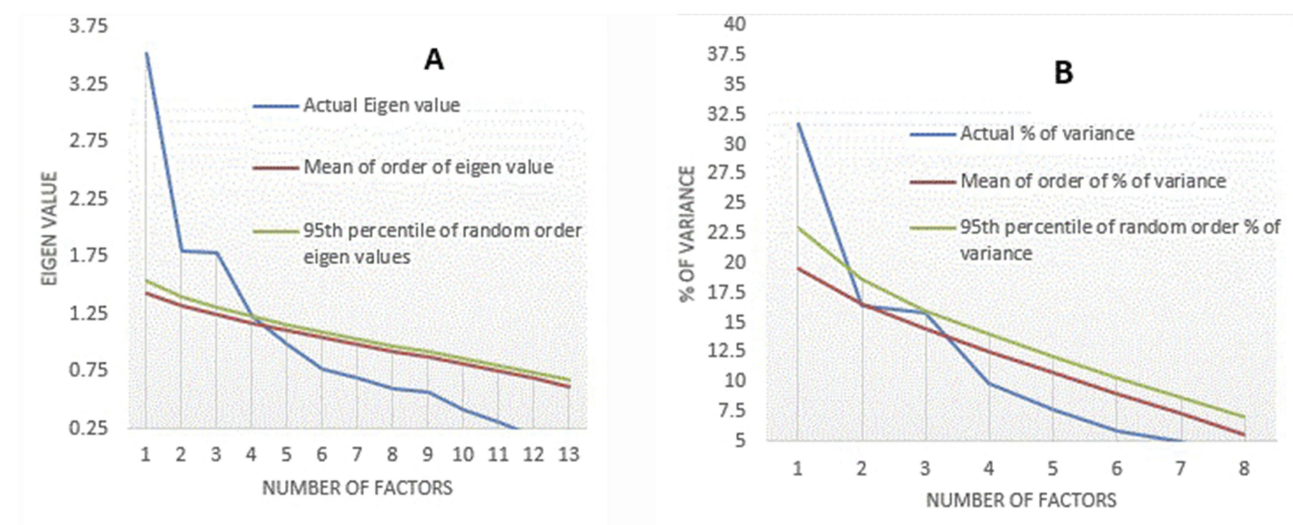 A
3.75
3.25
2.75
2.25
1.75
1.25
0.75
0.25
EIGEN VALUE
Actual Eigen value
Mean of order of eigen value
95th percentile of random order
eigen values
1 2 3 4 5 6 7 8 9 10 11 12 13
NUMBER OF FACTORS
B
40
37.5
35
32.5
30
27.5
25
22.5
20
17.5
15
12.5
10
7.5
5
% OF VARIANCE
Actual % of variance
Mean of order of % of variance
95th percentile of random order % of
variance
1 2 3 4 5 6 7 8
NUMBER OF FACTORS